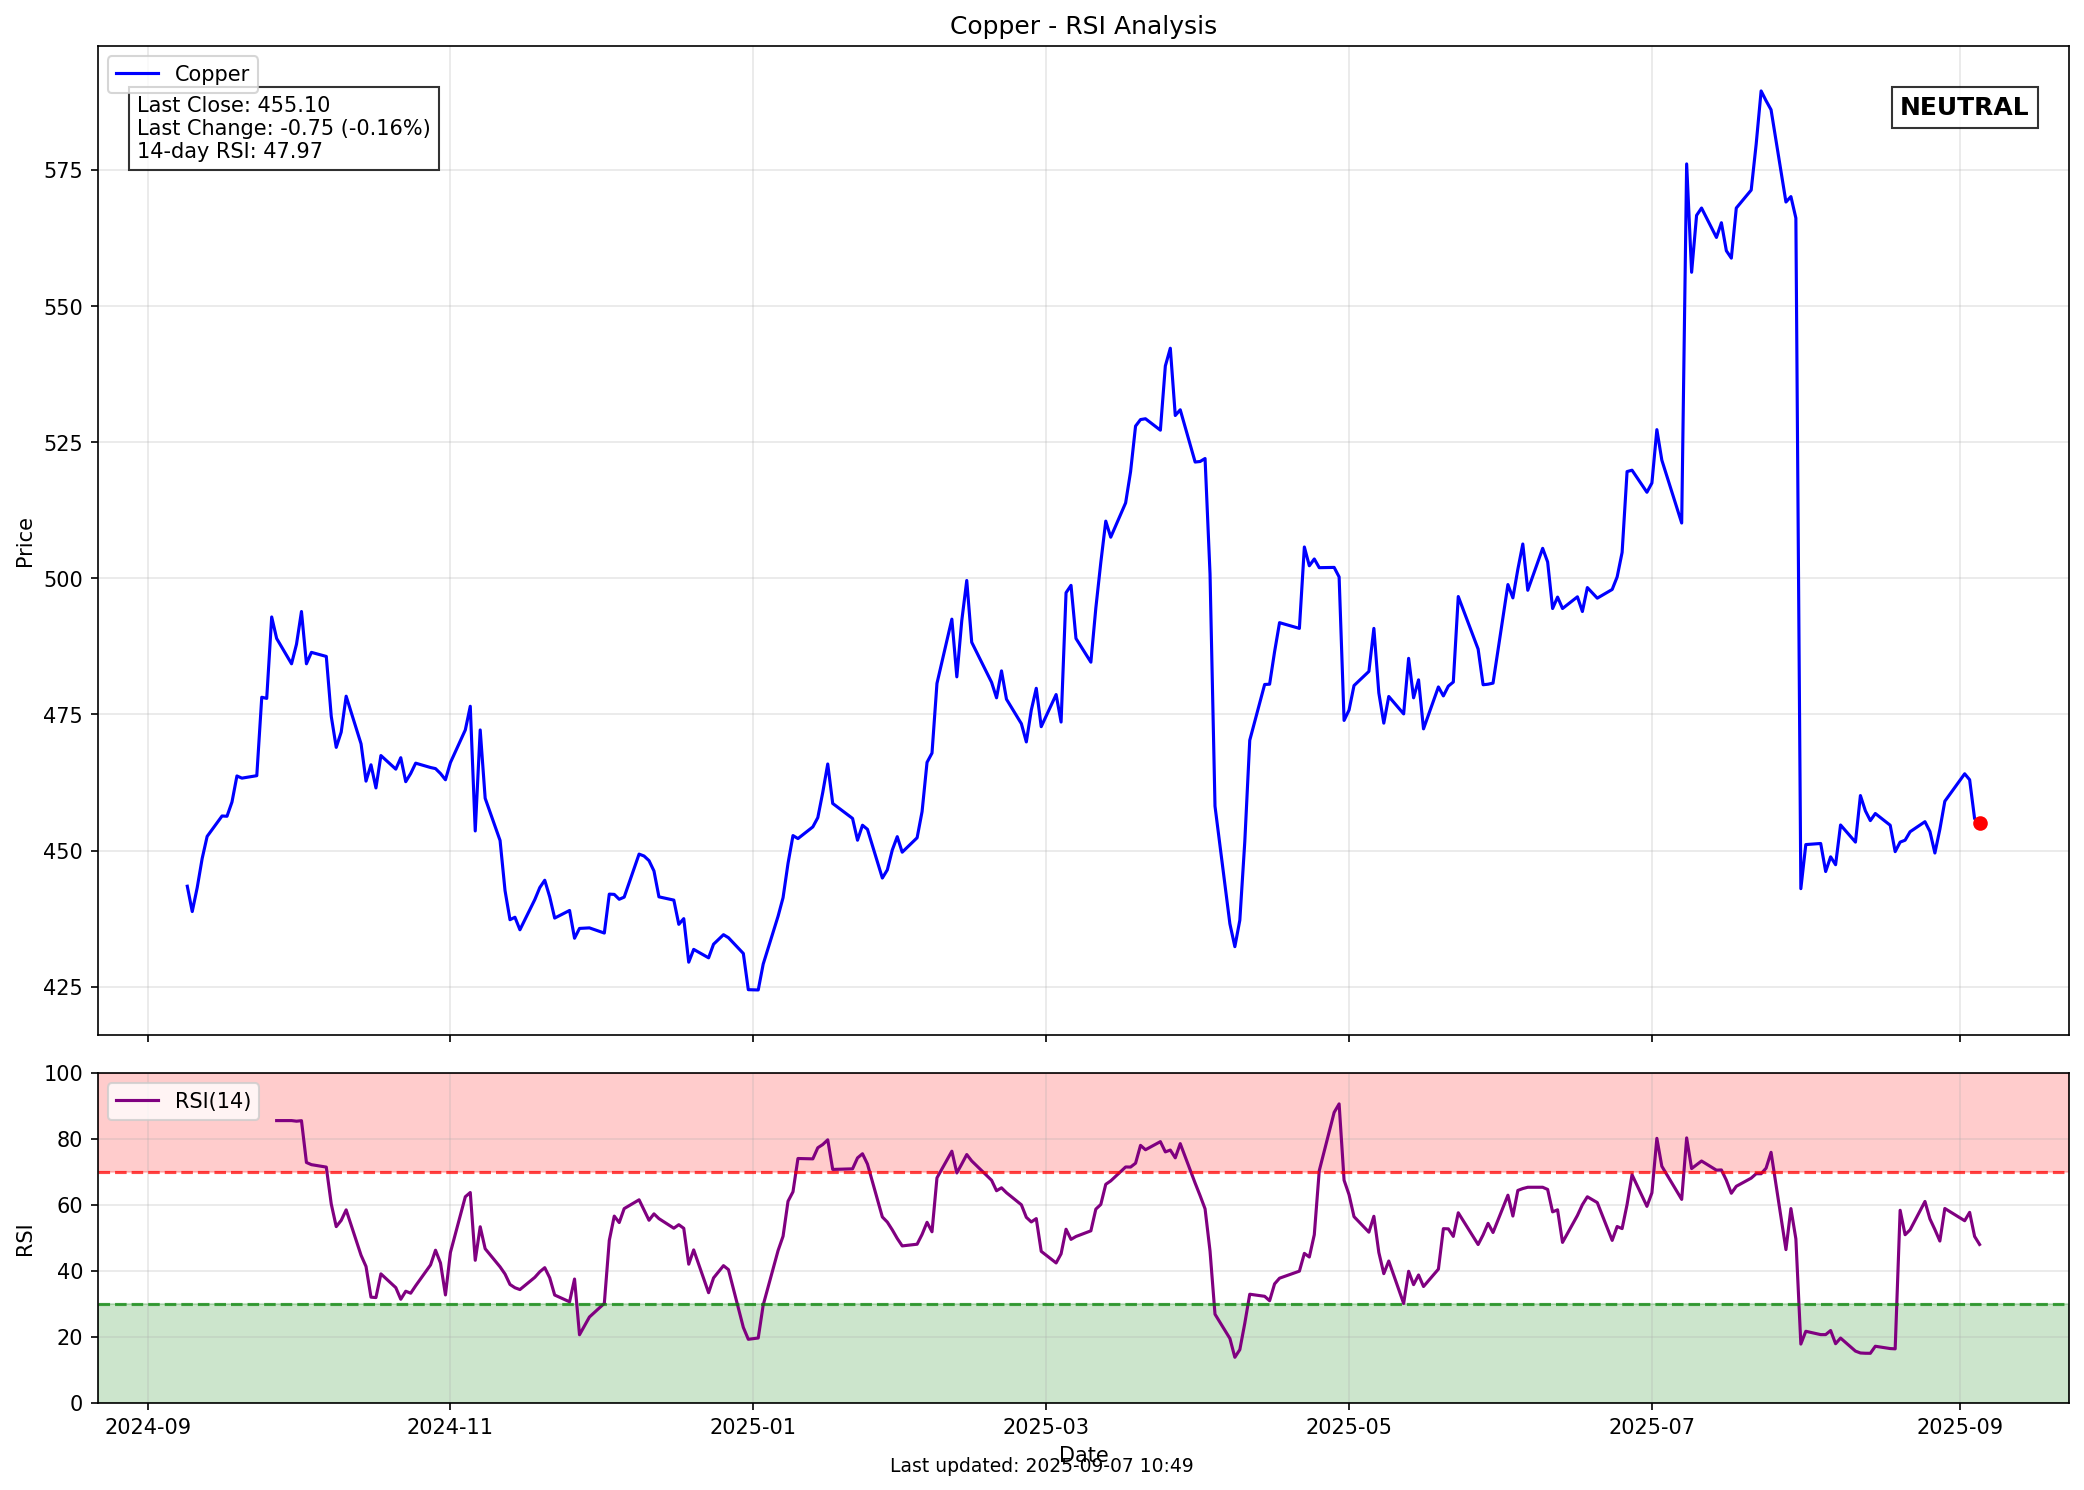 Copper - RSI Analysis
Copper
Last Close: 455.10
Last Change: -0.75 (-0.16%)
14-day RSI: 47.97
NEUTRAL
Price
575
550
525
500
475
450
425
RSI(14)
RSI
100
80
60
40
20
0
2024-09
2024-11
2025-01
2025-03
2025-05
2025-07
2025-09
Date
Last updated: 2025-09-07 10:49